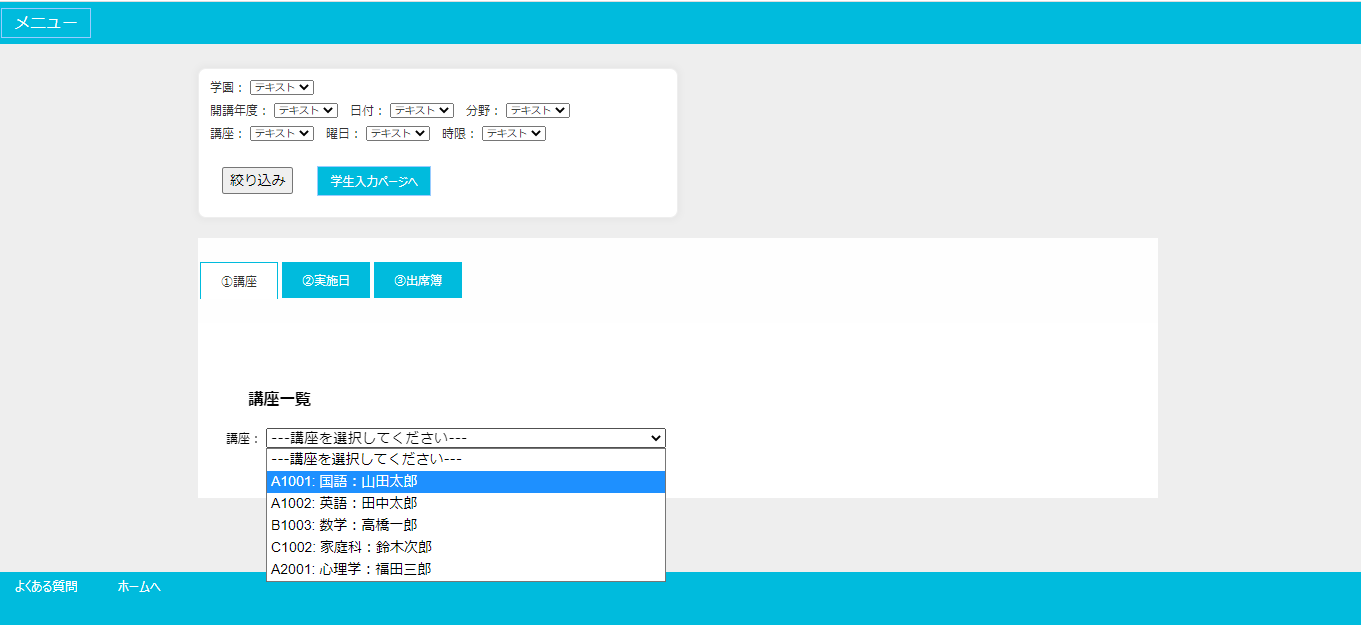 メニュー
学園： テキスト
開講年度： テキスト 日付： テキスト 分野： テキスト
講座： テキスト 曜日： テキスト 時限： テキスト
絞り込み 学生入力ページへ
①講座 ②実施日 ③出席簿
講座一覧
講座： ---講座を選択してください---
---講座を選択してください---
A1001: 国語：山田太郎
A1002: 英語：田中太郎
B1003: 数学：高橋一郎
C1002: 家庭科：鈴木次郎
A2001: 心理学：福田三郎
よくある質問 ホームへ